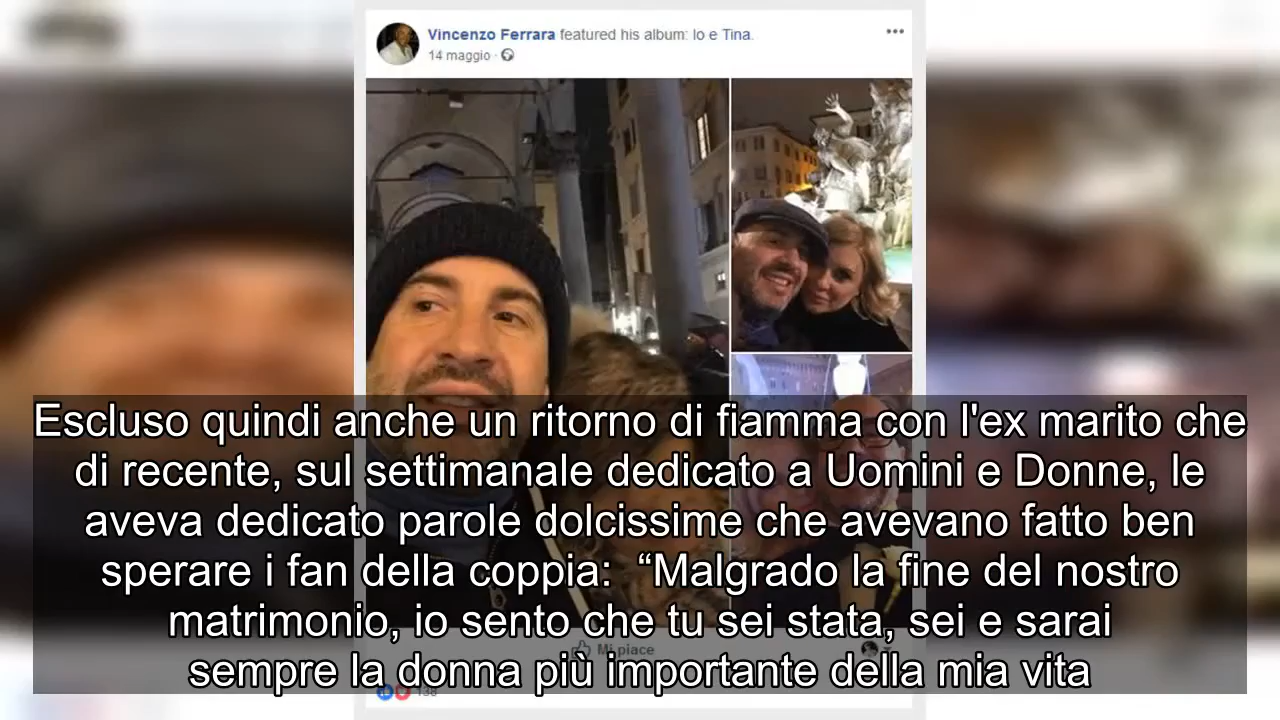 Vincenzo Ferrara featured his album: Io e Tina.
14 maggio
Escluso quindi anche un ritorno di fiamma con l'ex marito che
di recente, sul settimanale dedicato a Uomini e Donne, le
aveva dedicato parole dolcissime che avevano fatto ben
sperare i fan della coppia: “Malgrado la fine del nostro
matrimonio, io sento che tu sei stata, sei e sarai
Mi piace
sempre la donna più importante della mia vita
138